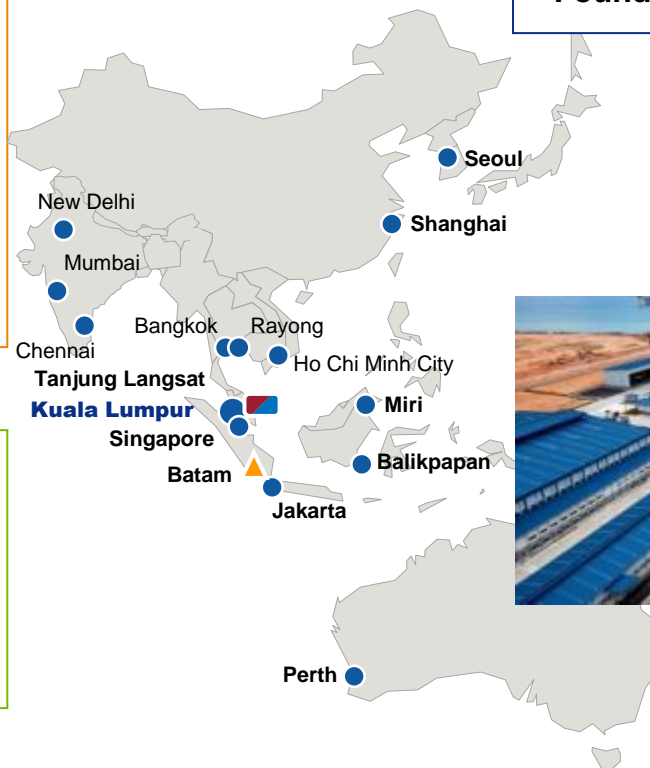 Seoul
Shanghai
New Delhi
Mumbai
Chennai
Bangkok
Rayong
Ho Chi Minh City
Tanjung Langsat
Kuala Lumpur
Miri
Singapore
Balikpapan
Batam
Jakarta
Perth